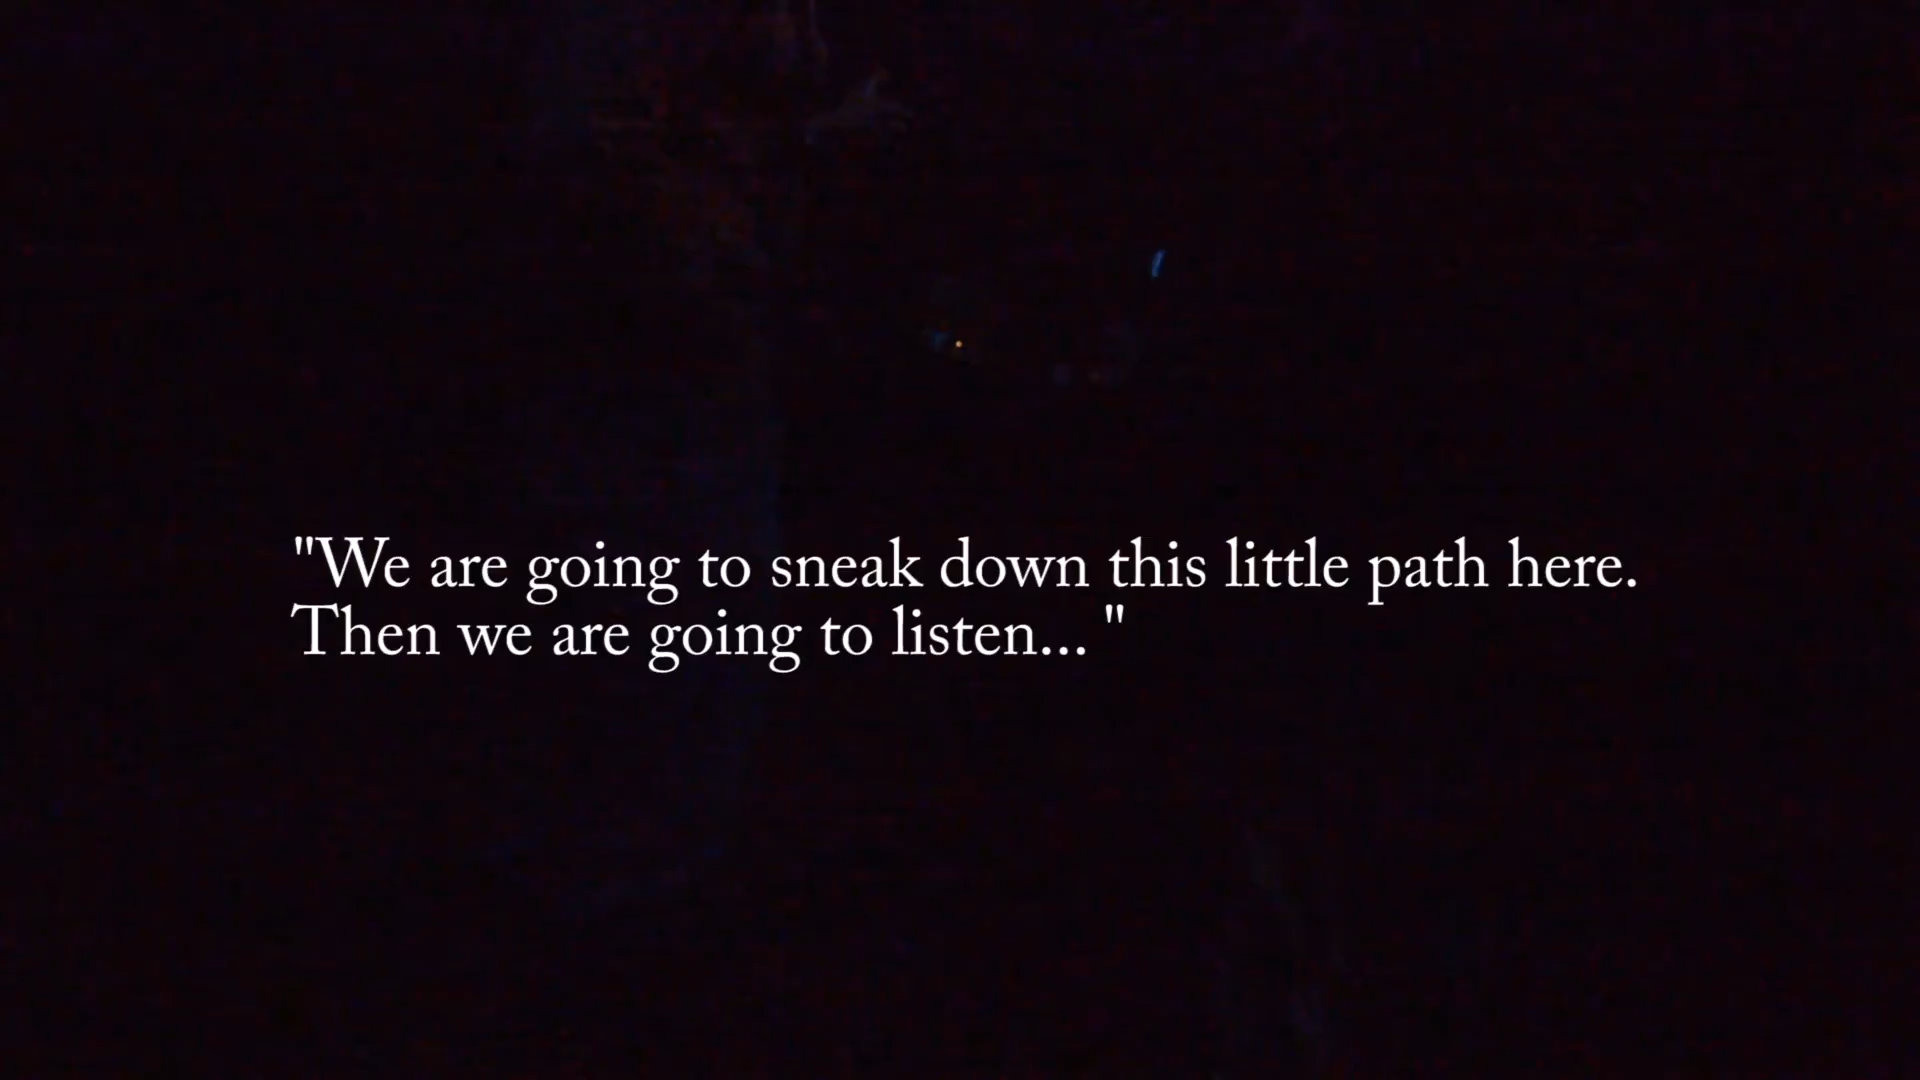 "We are going to sneak down this little path here.
Then we are going to listen... "